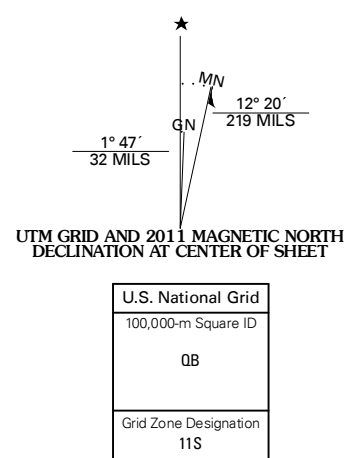 MN
GN
12° 20´
219 MILS
1° 47´
32 MILS
UTM GRID AND 2011 MAGNETIC NORTH
DECLINATION AT CENTER OF SHEET
U.S. National Grid
100,000-m Square ID
QB
Grid Zone Designation
11S